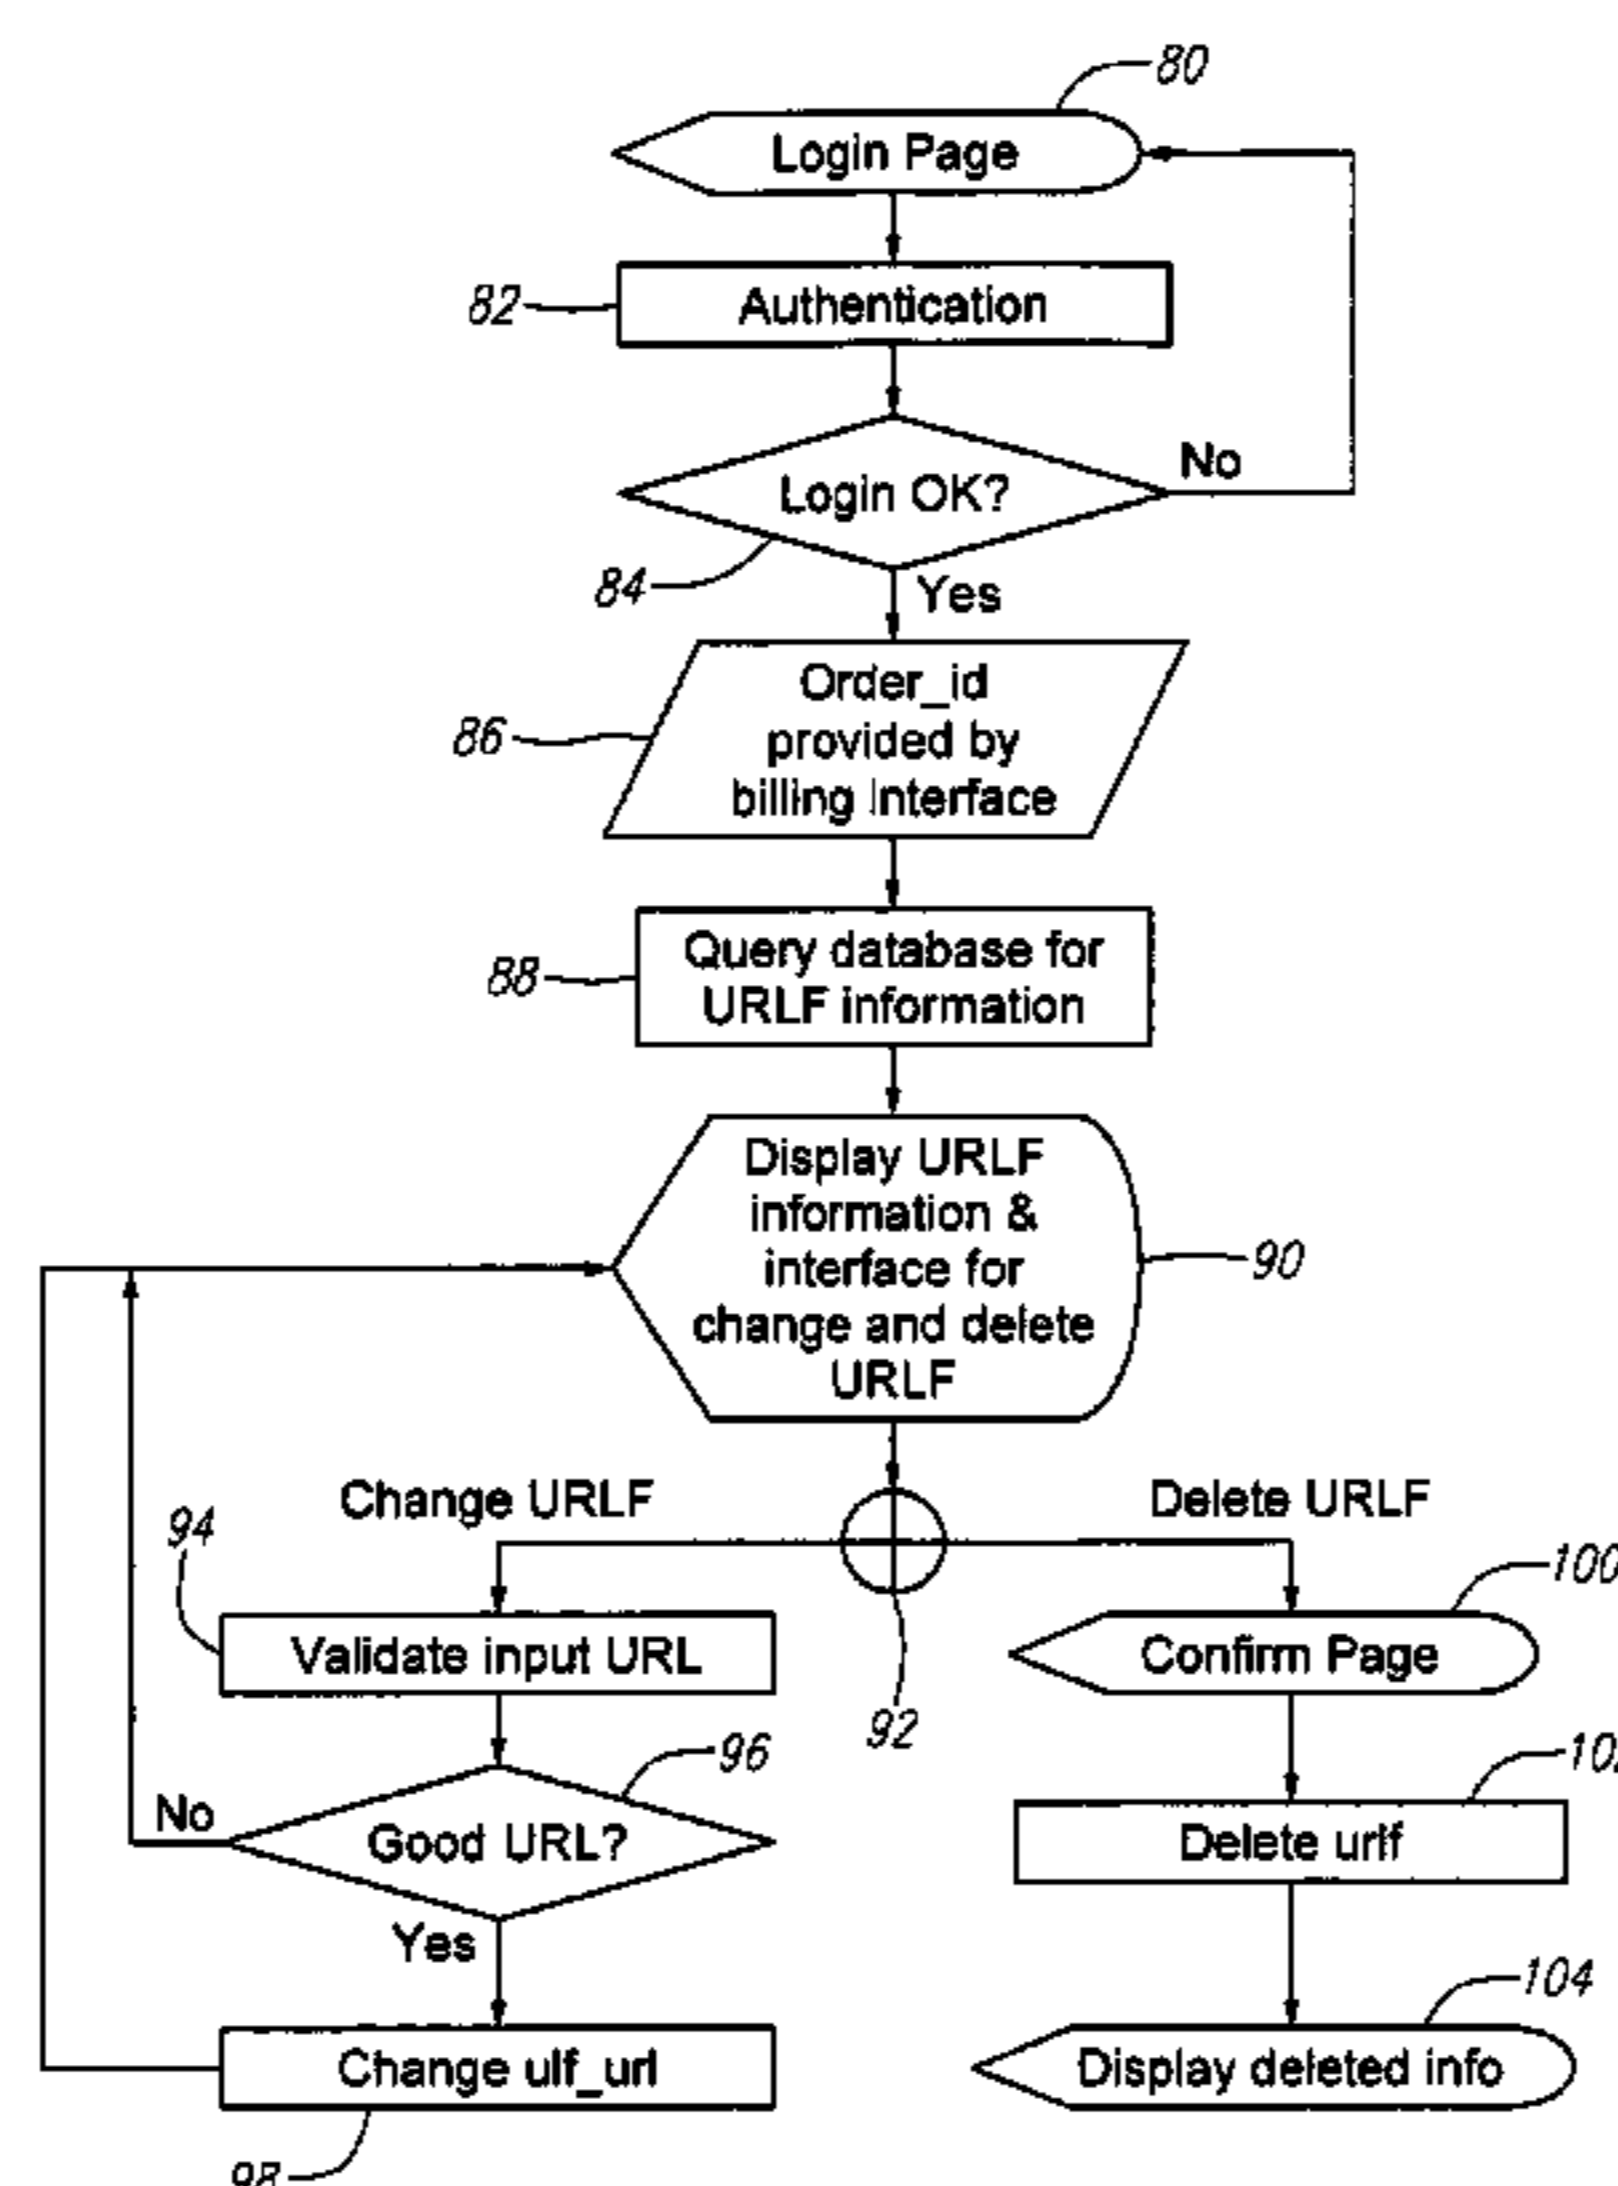 80
Login Page
82
Authentication
Login OK?
No
84
Yes
Order_id
provided by
billing interface
86
Query database for
URLF information
88
Display URLF
information &
interface for
change and delete
URLF
90
Change URLF
Delete URLF
94
100
Validate input URL
Confirm Page
92
96
No
Good URL?
Delete urlf
Yes
104
Change ulf_url
Display deleted info
98